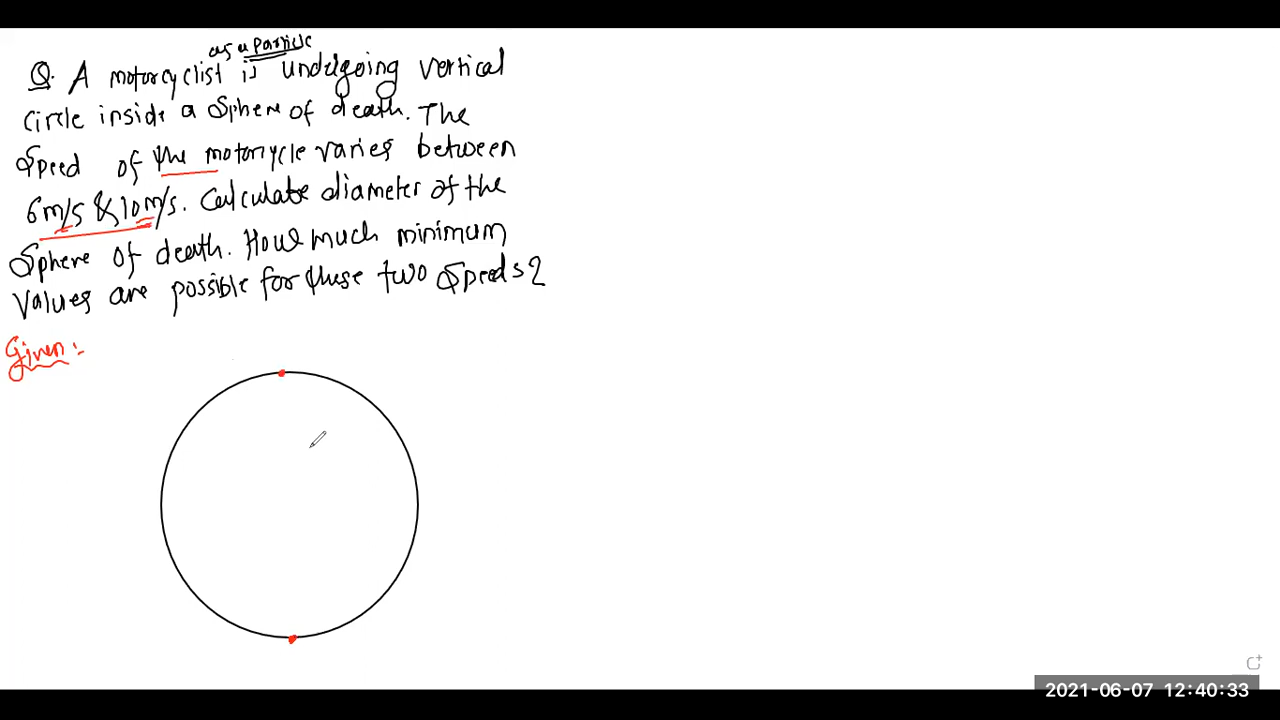 as a particle
Q. A motorcyclist is undergoing vertical
circle inside a sphere of death. The
speed of the motorcycle varies between
6m/s & 10m/s. Calculate diameter of the
sphere of death. How much minimum
values are possible for these two speeds?
Given:
2021-06-07 12:40:33